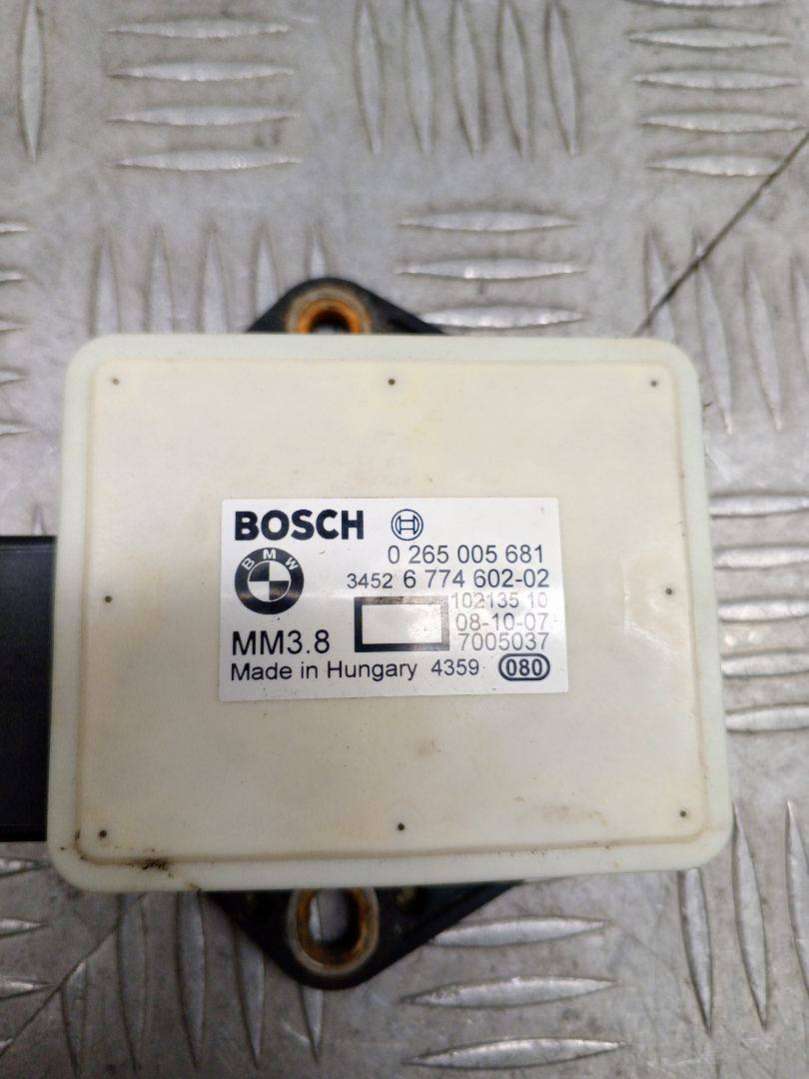 BOSCH
0 265 005 681
BMW
3452 6 774 602-02
102135 10
08-10-07
MM3.8
7005037
Made in Hungary 4359 080